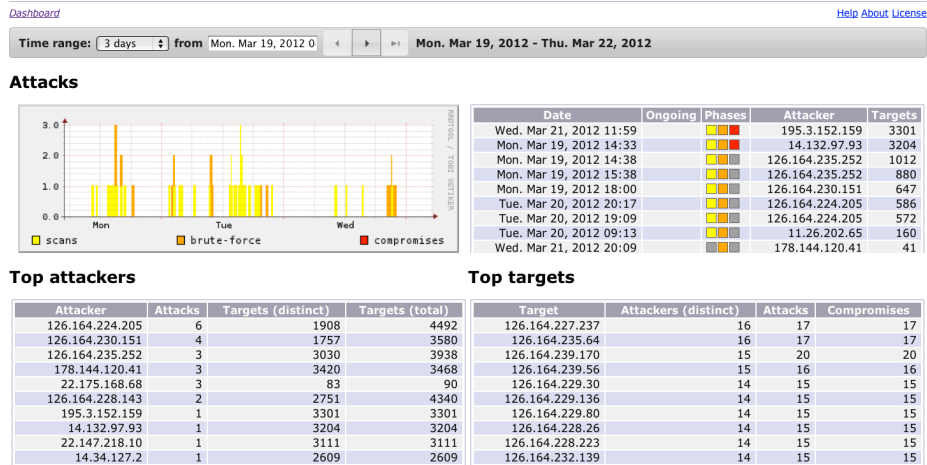 Dashboard Help About License
Time range: 3 days from Mon. Mar 19, 2012 0 Mon. Mar 19, 2012 - Thu. Mar 22, 2012
Attacks
3.0
2.0
1.0
0.0
Mon Tue Wed
scans brute-force compromises
RRDTOOL / TOBI OETIKER
Date Ongoing Phases Attacker Targets
Wed. Mar 21, 2012 11:59 195.3.152.159 3301
Mon. Mar 19, 2012 14:33 14.132.97.93 3204
Mon. Mar 19, 2012 14:38 126.164.235.252 1012
Mon. Mar 19, 2012 15:38 126.164.235.252 880
Mon. Mar 19, 2012 18:00 126.164.230.151 647
Tue. Mar 20, 2012 20:17 126.164.224.205 586
Tue. Mar 20, 2012 19:09 126.164.224.205 572
Tue. Mar 20, 2012 09:13 11.26.202.65 160
Wed. Mar 21, 2012 20:09 178.144.120.41 41
Top attackers
Attacker Attacks Targets (distinct) Targets (total)
126.164.224.205 6 1908 4492
126.164.230.151 4 1757 3580
126.164.235.252 3 3030 3938
178.144.120.41 3 3420 3468
22.175.168.68 3 83 90
126.164.228.143 2 2751 4340
195.3.152.159 1 3301 3301
14.132.97.93 1 3204 3204
22.147.218.10 1 3111 3111
14.34.127.2 1 2609 2609
Top targets
Target Attackers (distinct) Attacks Compromises
126.164.227.237 16 17 17
126.164.235.64 16 17 17
126.164.239.170 15 20 20
126.164.239.56 15 16 16
126.164.229.30 14 15 15
126.164.229.136 14 15 15
126.164.229.80 14 15 15
126.164.228.26 14 15 15
126.164.228.223 14 15 15
126.164.232.139 14 15 15